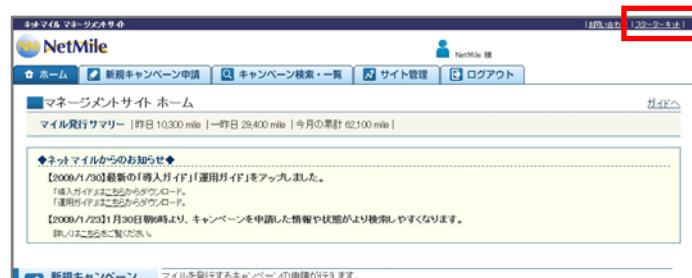 ネットマイル マネージメントサイト
| お問い合わせ | スターターキット |
NetMile
NetMile 様
ホーム
新規キャンペーン申請
キャンペーン検索・一覧
サイト管理
ログアウト
マネージメントサイト ホーム
ガイドへ
マイル発行サマリー | 昨日 10,300 mile | 一昨日 29,400 mile | 今月の累計 62,100 mile |
◆ネットマイルからのお知らせ◆
【2009/1/30】最新の「導入ガイド」「運用ガイド」をアップしました。
「導入ガイド」はこちらからダウンロード。
「運用ガイド」はこちらからダウンロード。
【2009/1/23】1月30日朝6時より、キャンペーンを申請した情報や状態がより検索しやすくなります。
詳しくはこちらをご覧ください。
新規キャンペーン
マイルを発行するキャンペーンの申請が行えます。